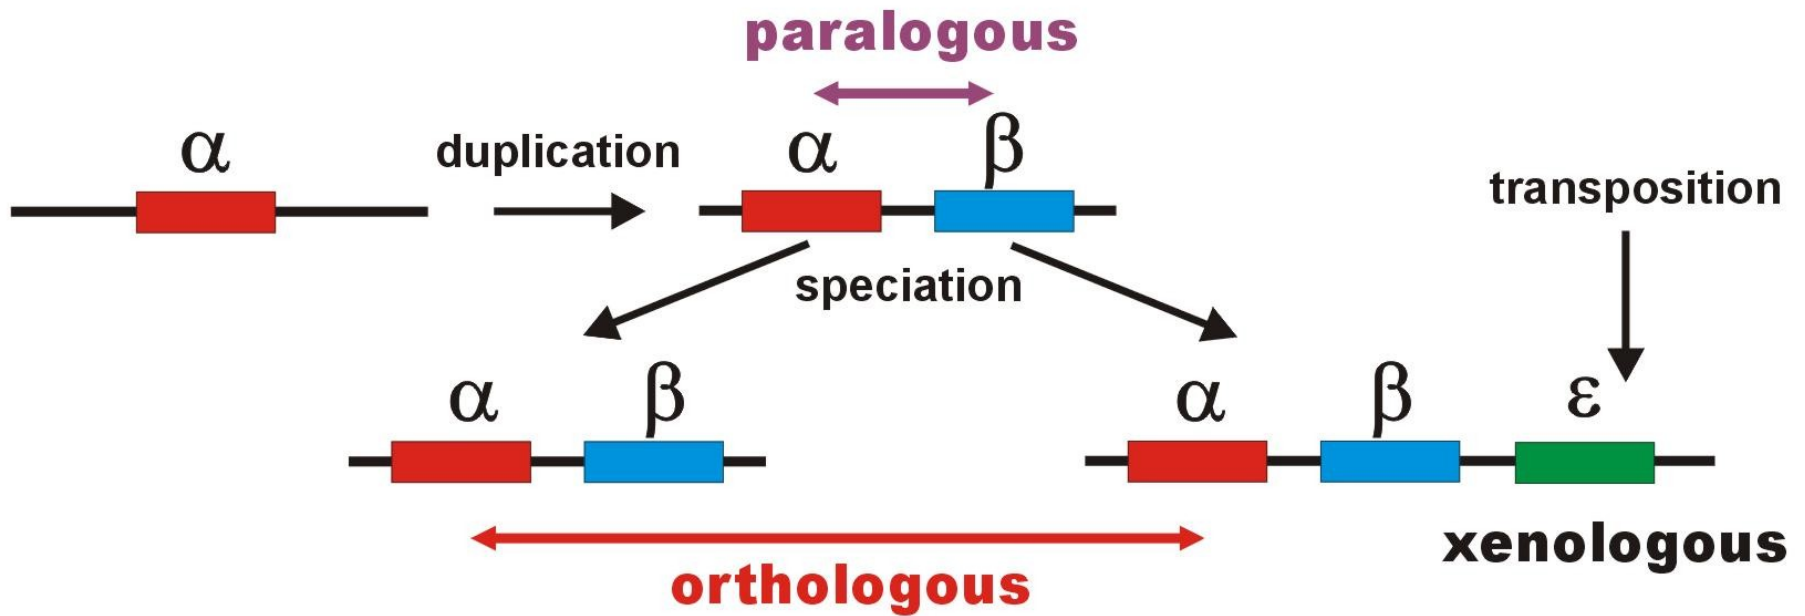 paralogous
α
duplication
α
β
transposition
speciation
α
β
α
β
ε
xenologous
orthologous